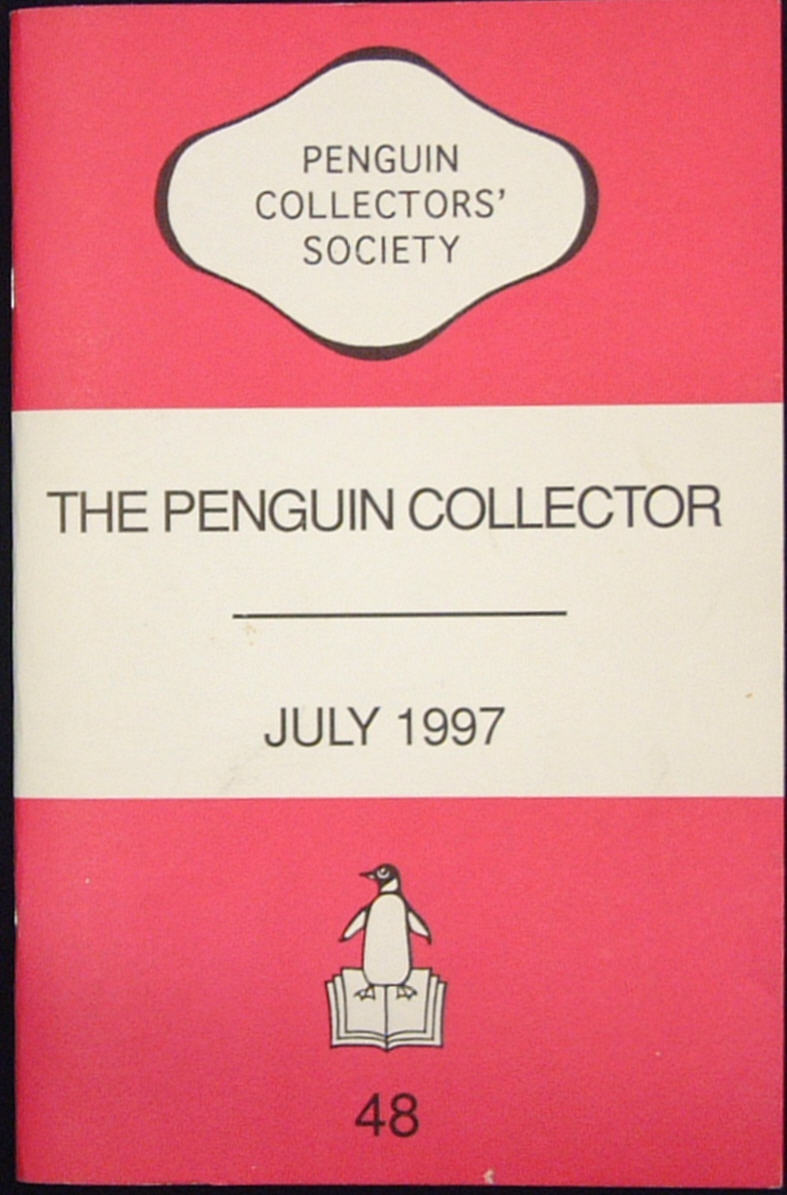 PENGUIN
COLLECTORS'
SOCIETY
THE PENGUIN COLLECTOR
JULY 1997
48